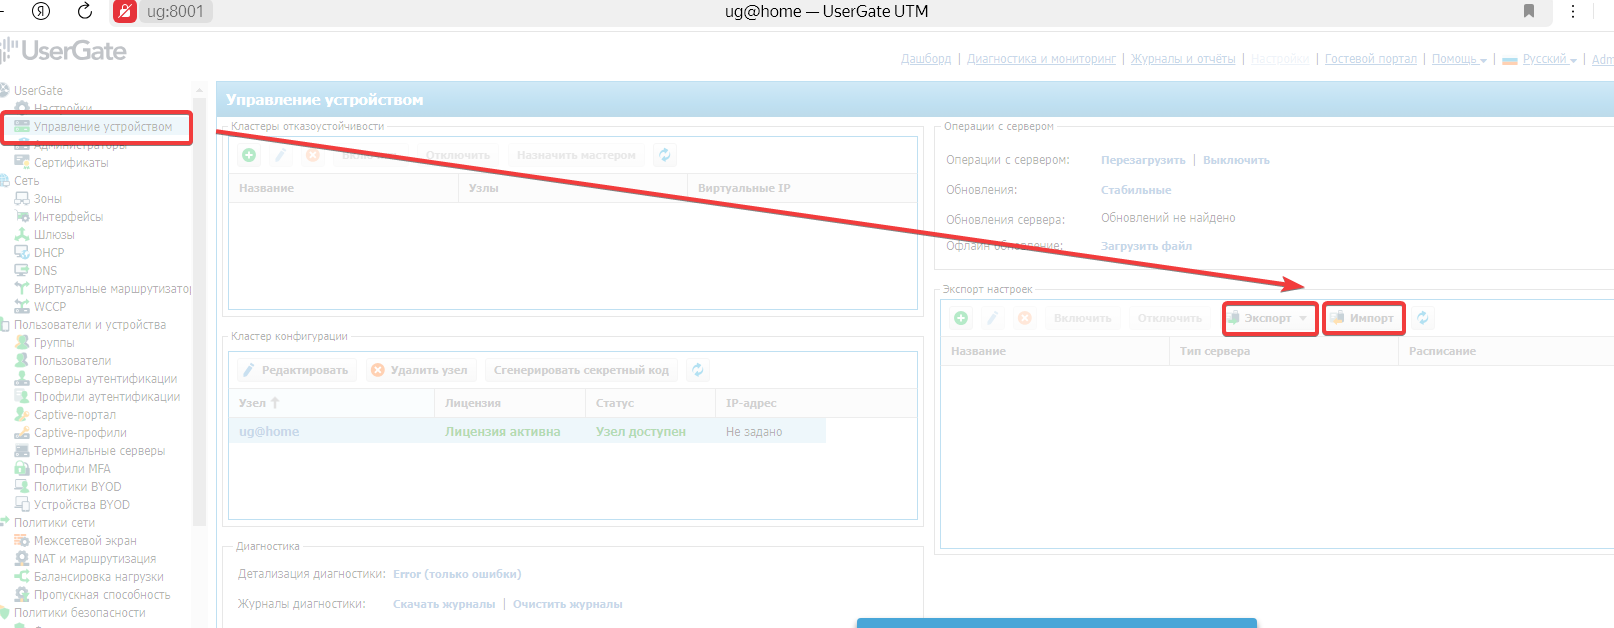 ug:8001
ug@home — UserGate UTM
UserGate
Дашборд | Диагностика и мониторинг | Журналы и отчёты | Настройки | Гостевой портал | Помощь | Русский | Adm
UserGate
Настройки
Управление устройством
Администраторы
Сертификаты
Сеть
Зоны
Интерфейсы
Шлюзы
DHCP
DNS
Виртуальные маршрутизатор
WCCP
Пользователи и устройства
Группы
Пользователи
Серверы аутентификации
Профили аутентификации
Captive-портал
Captive-профили
Терминальные серверы
Профили MFA
Политики BYOD
Устройства BYOD
Политики сети
Межсетевой экран
NAT и маршрутизация
Балансировка нагрузки
Пропускная способность
Политики безопасности
Управление устройством
Кластеры отказоустойчивости
Отключить Назначить мастером
Название Узлы Виртуальные IP
Кластер конфигурации
Редактировать Удалить узел Сгенерировать секретный код
Узел Лицензия Статус IP-адрес
ug@home Лицензия активна Узел доступен Не задано
Диагностика
Детализация диагностики: Error (только ошибки)
Журналы диагностики: Скачать журналы | Очистить журналы
Операции с сервером
Операции с сервером: Перезагрузить | Выключить
Обновления: Стабильные
Обновления сервера: Обновлений не найдено
Офлайн обновление: Загрузить файл
Экспорт настроек
Включить Отключить Экспорт Импорт
Название Тип сервера Расписание